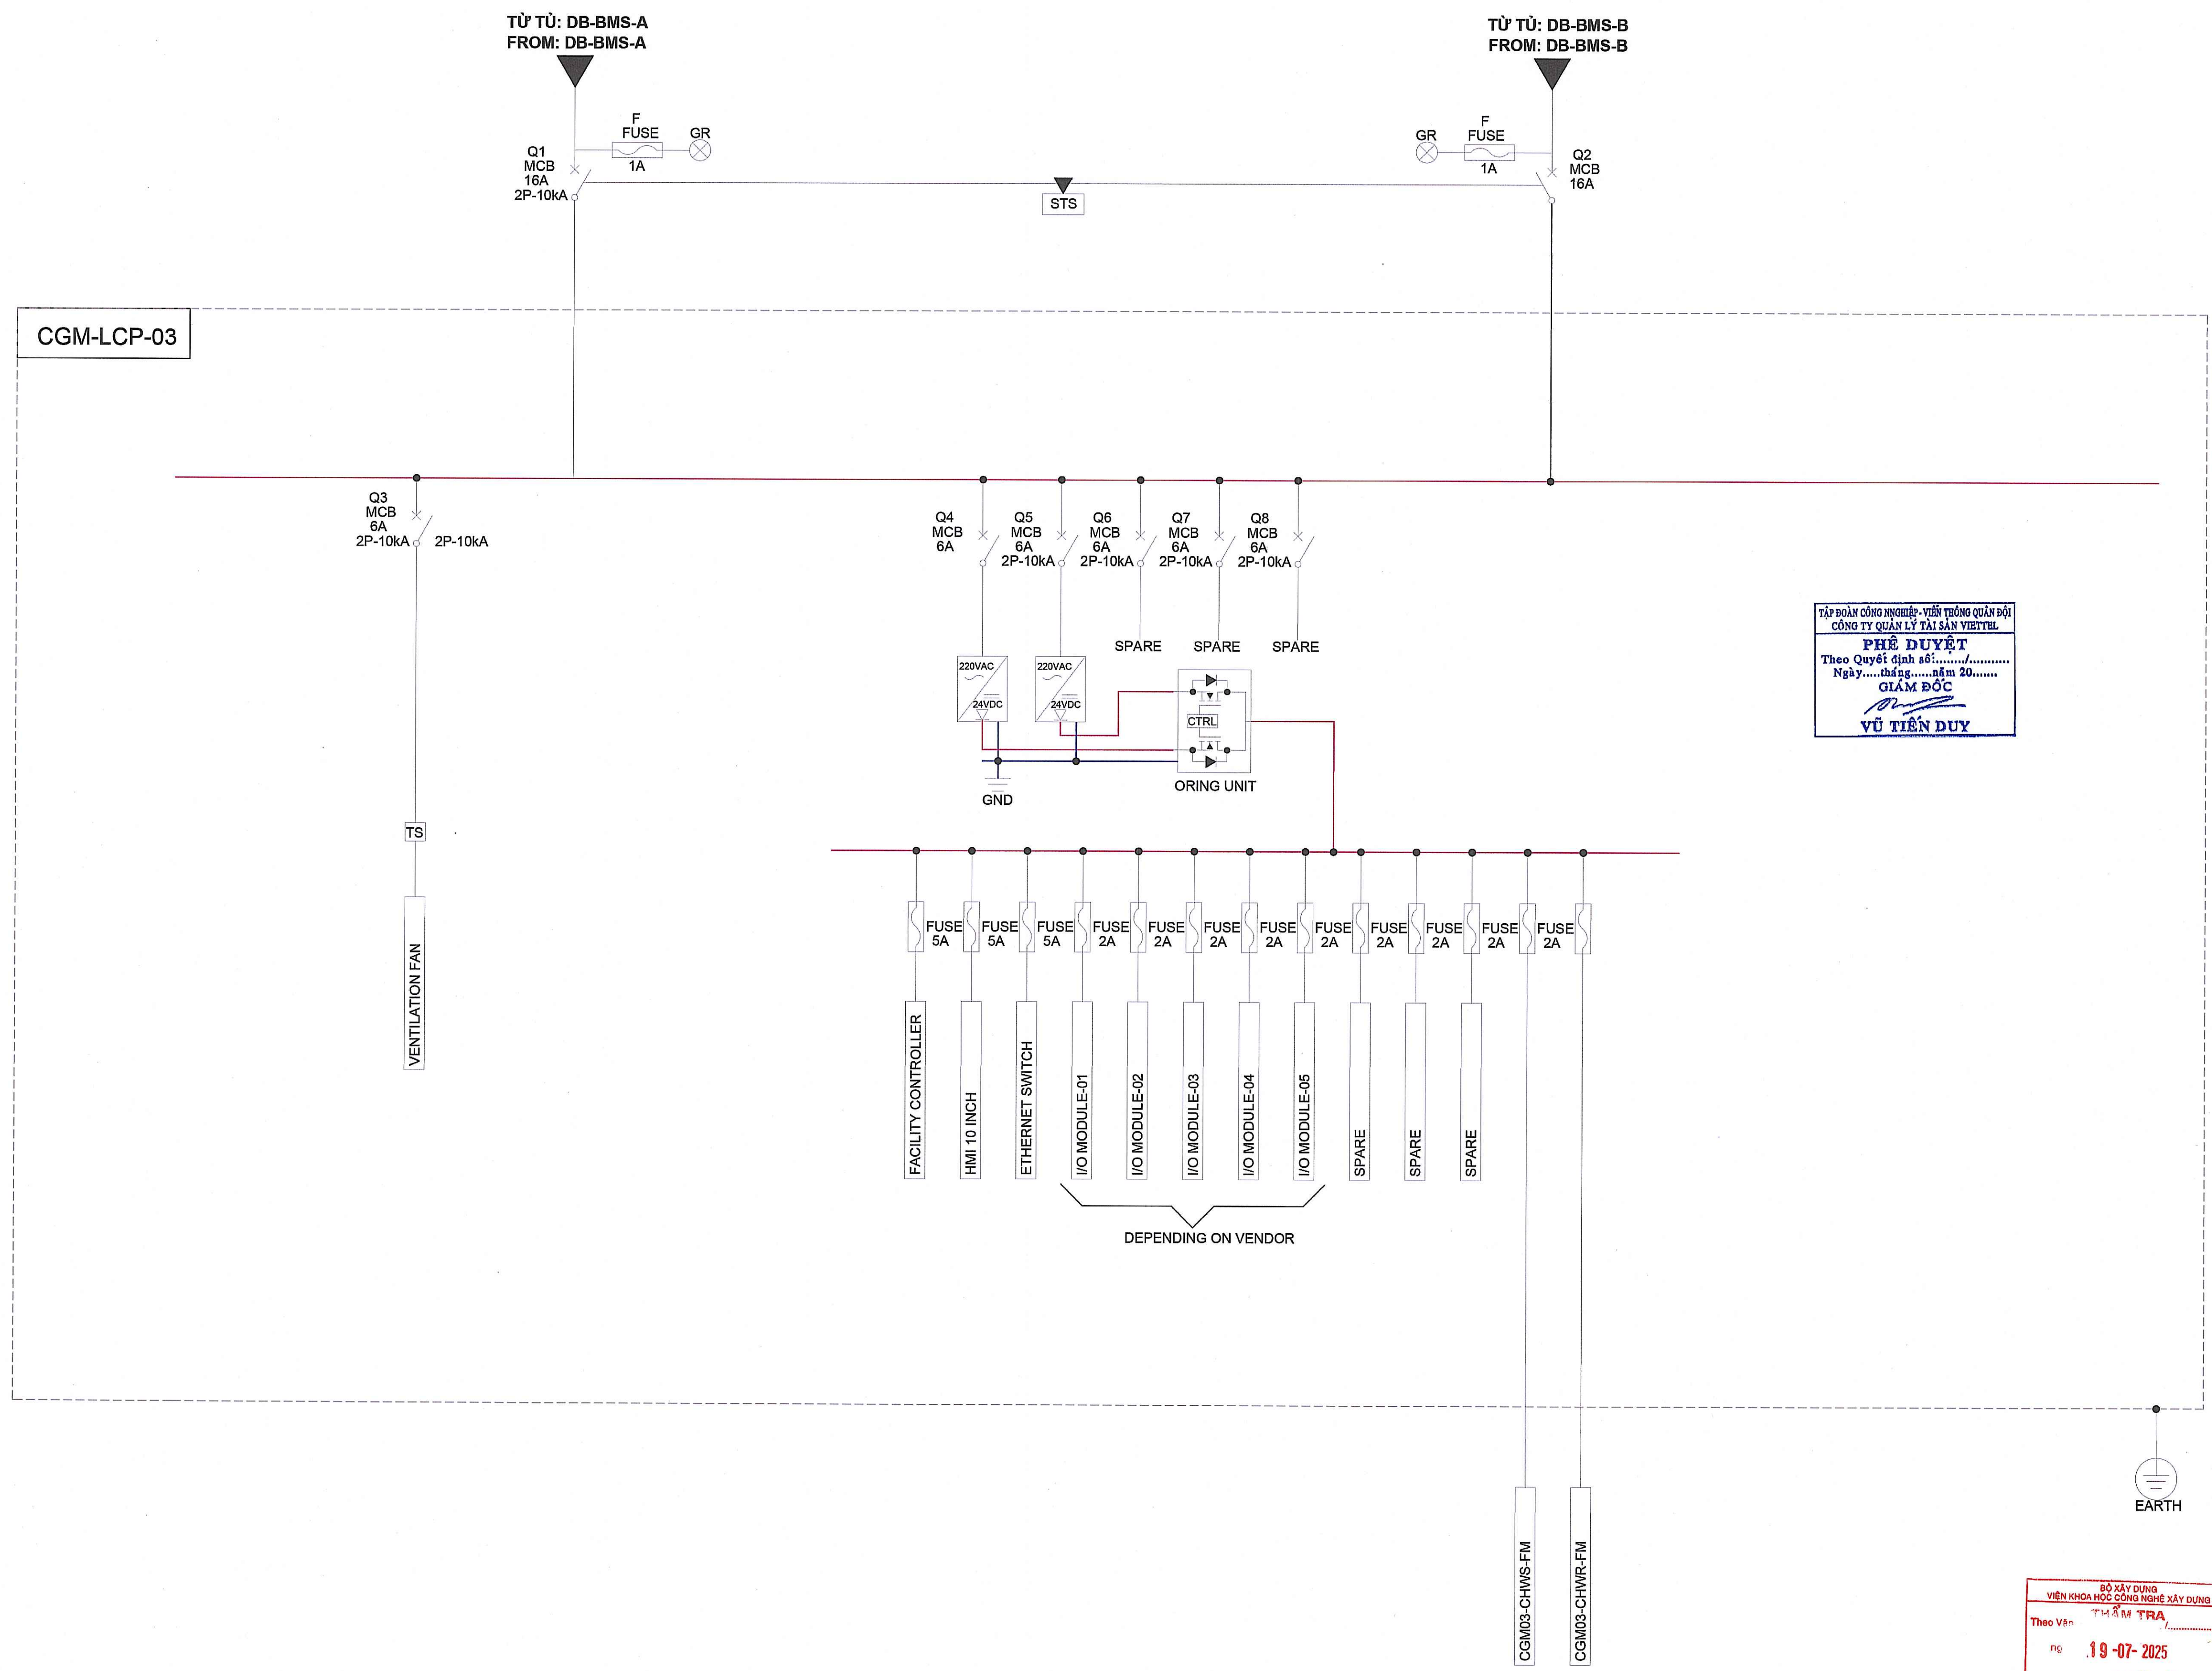 TỪ TỦ: DB-BMS-A
FROM: DB-BMS-A
TỪ TỦ: DB-BMS-B
FROM: DB-BMS-B
F
FUSE
1A
GR
Q1
MCB
16A
2P-10kA
STS
GR
F
FUSE
1A
Q2
MCB
16A
CGM-LCP-03
Q3
MCB
6A
2P-10kA
2P-10kA
Q4
MCB
6A
Q5
MCB
6A
2P-10kA
Q6
MCB
6A
2P-10kA
Q7
MCB
6A
2P-10kA
Q8
MCB
6A
2P-10kA
SPARE
SPARE
SPARE
220VAC
24VDC
220VAC
24VDC
CTRL
ORING UNIT
GND
TẬP ĐOÀN CÔNG NNGHIỆP - VIỄN THÔNG QUÂN ĐỘI
CÔNG TY QUẢN LÝ TÀI SẢN VIETTEL
PHÊ DUYỆT
Theo Quyết định số:......../...........
Ngày.....tháng......năm 20.......
GIÁM ĐỐC
VŨ TIẾN DUY
TS
VENTILATION FAN
FUSE
5A
FUSE
5A
FUSE
5A
FUSE
2A
FUSE
2A
FUSE
2A
FUSE
2A
FUSE
2A
FUSE
2A
FUSE
2A
FUSE
2A
FUSE
2A
FACILITY CONTROLLER
HMI 10 INCH
ETHERNET SWITCH
I/O MODULE-01
I/O MODULE-02
I/O MODULE-03
I/O MODULE-04
I/O MODULE-05
SPARE
SPARE
SPARE
DEPENDING ON VENDOR
CGM03-CHWS-FM
CGM03-CHWR-FM
EARTH
BỘ XÂY DỰNG
VIỆN KHOA HỌC CÔNG NGHỆ XÂY DỰNG
THẨM TRA
Theo Văn
/..............
ng
19-07-2025